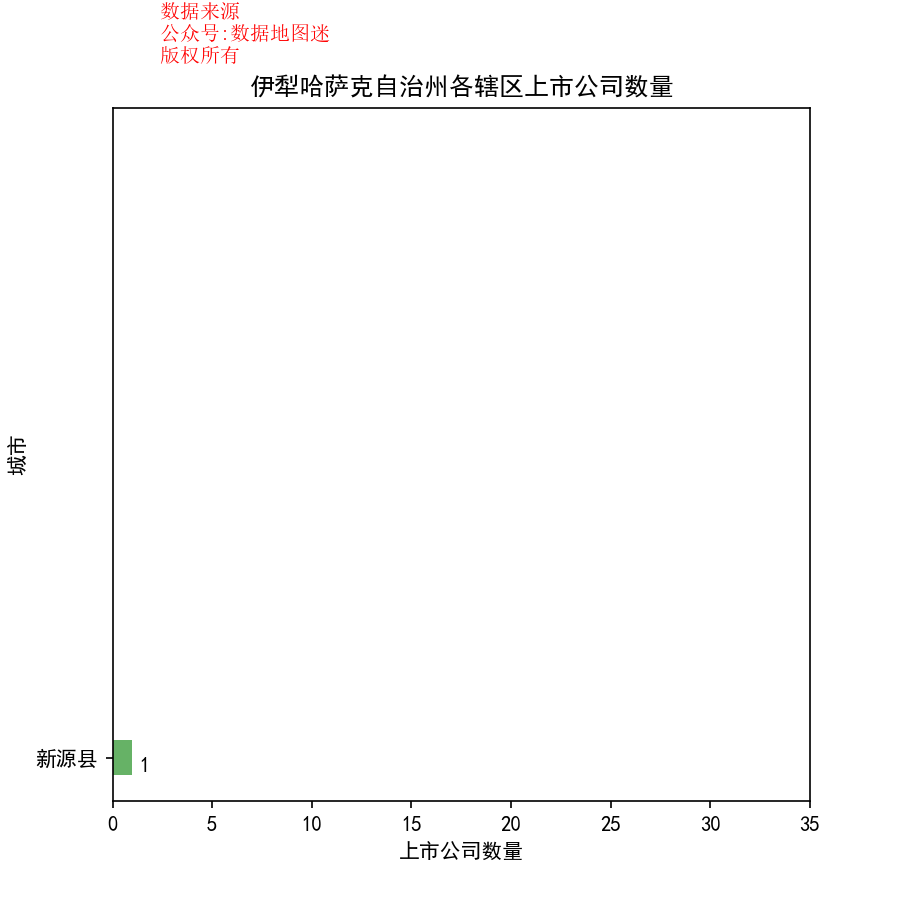 数据来源
公众号:数据地图迷
版权所有
伊犁哈萨克自治州各辖区上市公司数量
城市
新源县
1
0 5 10 15 20 25 30 35
上市公司数量